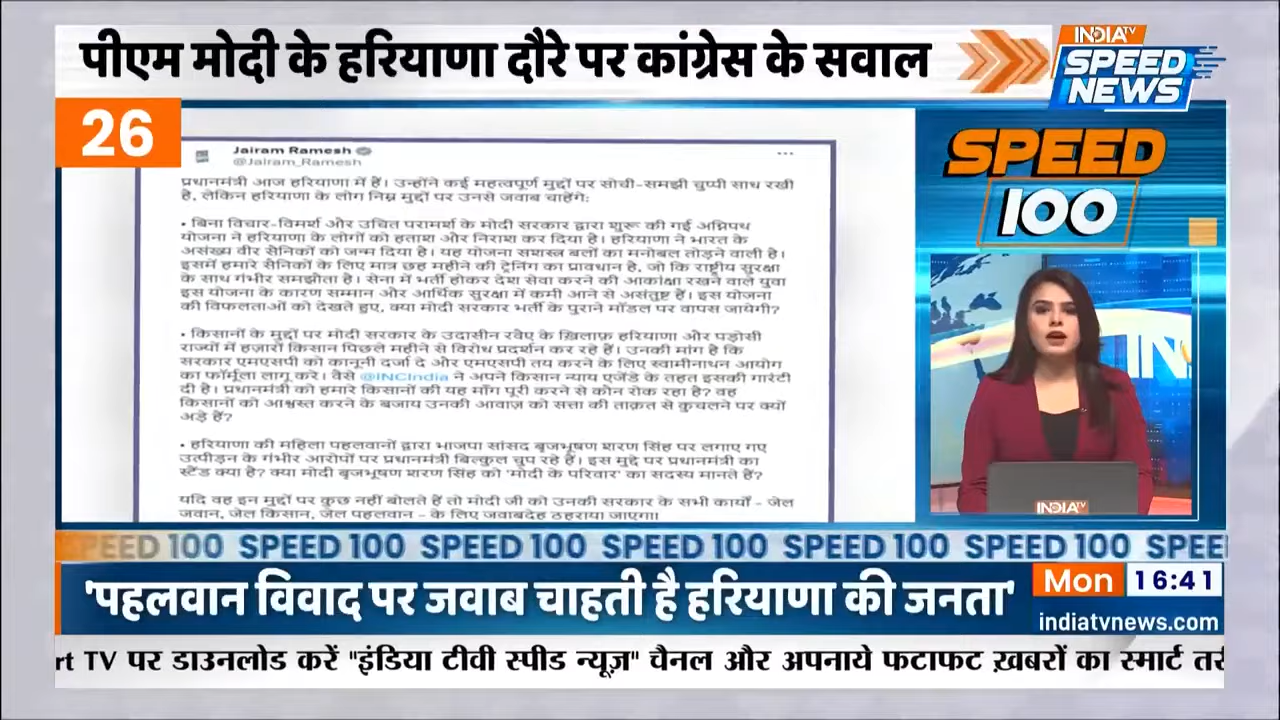 पीएम मोदी के हरियाणा दौरे पर कांग्रेस के सवाल
INDIA TV
SPEED
NEWS
26
SPEED
100
Jairam Ramesh
@Jairam_Ramesh
प्रधानमंत्री आज हरियाणा में हैं। उन्होंने कई महत्वपूर्ण मुद्दों पर सोची-समझी चुप्पी साध रखी
है, लेकिन हरियाणा के लोग निम्न मुद्दों पर उनसे जवाब चाहेंगे:
• बिना विचार-विमर्श और उचित परामर्श के मोदी सरकार द्वारा शुरू की गई अग्निपथ
योजना ने हरियाणा के लोगों को हताश और निराश कर दिया है। हरियाणा ने भारत के
असंख्य वीर सैनिकों को जन्म दिया है। यह योजना सशस्त्र बलों का मनोबल तोड़ने वाली है।
इसमें हमारे सैनिकों के लिए मात्र छह महीने की ट्रेनिंग का प्रावधान है, जो कि राष्ट्रीय सुरक्षा
के साथ गंभीर समझौता है। सेना में भर्ती होकर देश सेवा करने की आकांक्षा रखने वाले युवा
इस योजना के कारण सम्मान और आर्थिक सुरक्षा में कमी आने से असंतुष्ट हैं। इस योजना
की विफलताओं को देखते हुए, क्या मोदी सरकार भर्ती के पुराने मॉडल पर वापस जायेगी?
• किसानों के मुद्दों पर मोदी सरकार के उदासीन रवैए के ख़िलाफ़ हरियाणा और पड़ोसी
राज्यों में हज़ारों किसान पिछले महीने से विरोध प्रदर्शन कर रहे हैं। उनकी मांग है कि
सरकार एमएसपी को कानूनी दर्जा दे और एमएसपी तय करने के लिए स्वामीनाथन आयोग
का फॉर्मूला लागू करे। वैसे @INCIndia ने अपने किसान न्याय एजेंडे के तहत इसकी गारंटी
दी है। प्रधानमंत्री को हमारे किसानों की यह माँग पूरी करने से कौन रोक रहा है? वह
किसानों को आश्वस्त करने के बजाय उनकी आवाज़ को सत्ता की ताक़त से कुचलने पर क्यों
अड़े हैं?
• हरियाणा की महिला पहलवानों द्वारा भाजपा सांसद बृजभूषण शरण सिंह पर लगाए गए
उत्पीड़न के गंभीर आरोपों पर प्रधानमंत्री बिल्कुल चुप रहे हैं। इस मुद्दे पर प्रधानमंत्री का
स्टैंड क्या है? क्या मोदी बृजभूषण शरण सिंह को 'मोदी के परिवार' का सदस्य मानते हैं?
यदि वह इन मुद्दों पर कुछ नहीं बोलते हैं तो मोदी जी को उनकी सरकार के सभी कार्यों - जेल
जवान, जेल किसान, जेल पहलवान - के लिए जवाबदेह ठहराया जाएगा।
IN
INDIA TV
SPEED 100 SPEED 100 SPEED 100 SPEED 100 SPEED 100 SPEED 100 SPEE
'पहलवान विवाद पर जवाब चाहती है हरियाणा की जनता'
Mon 16:41
indiatvnews.com
rt TV पर डाउनलोड करें "इंडिया टीवी स्पीड न्यूज़" चैनल और अपनाये फटाफट ख़बरों का स्मार्ट तरी